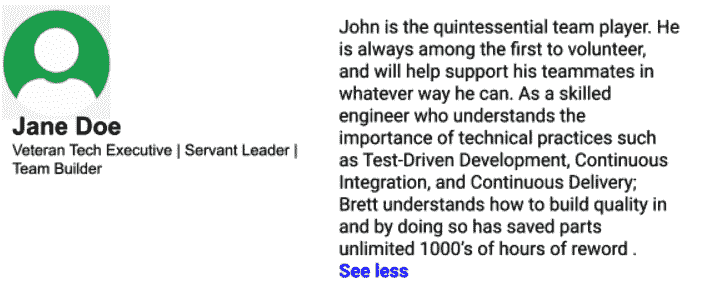 Jane Doe
Veteran Tech Executive | Servant Leader |
Team Builder
John is the quintessential team player. He
is always among the first to volunteer,
and will help support his teammates in
whatever way he can. As a skilled
engineer who understands the
importance of technical practices such
as Test-Driven Development, Continuous
Integration, and Continuous Delivery;
Brett understands how to build quality in
and by doing so has saved parts
unlimited 1000's of hours of reword .
See less